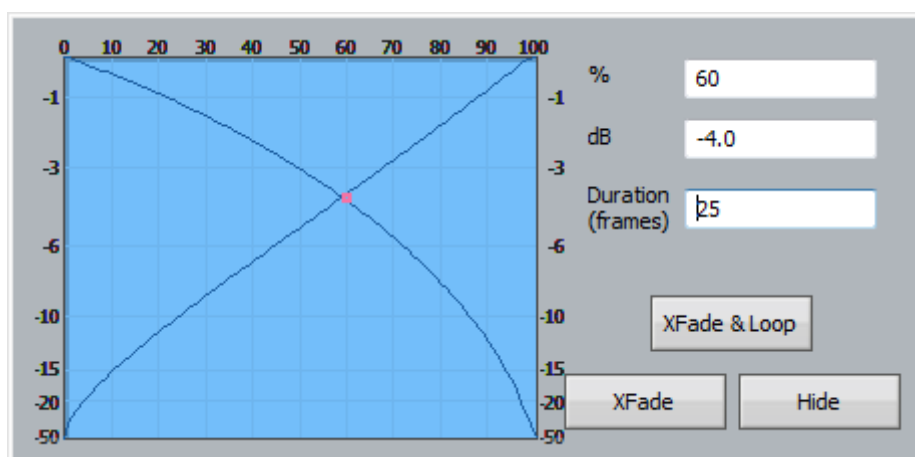 0 10 20 30 40 50 60 70 80 90 100
-1 -1
-3 -3
-6 -6
-10 -10
-15 -15
-20 -20
-50 -50
% 60
dB -4.0
Duration
(frames) 25
XFade & Loop
XFade Hide